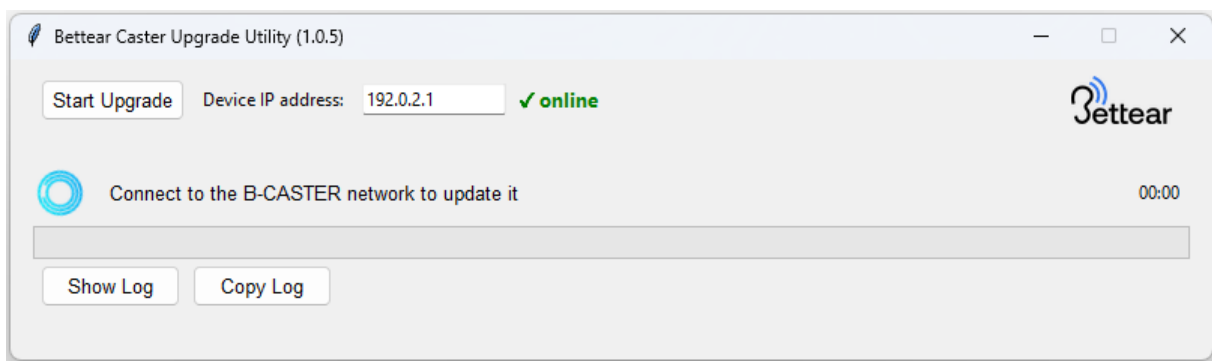 Bettear Caster Upgrade Utility (1.0.5)
Start Upgrade Device IP address: 192.0.2.1 ✓ online
Bettear
Connect to the B-CASTER network to update it 00:00
Show Log Copy Log